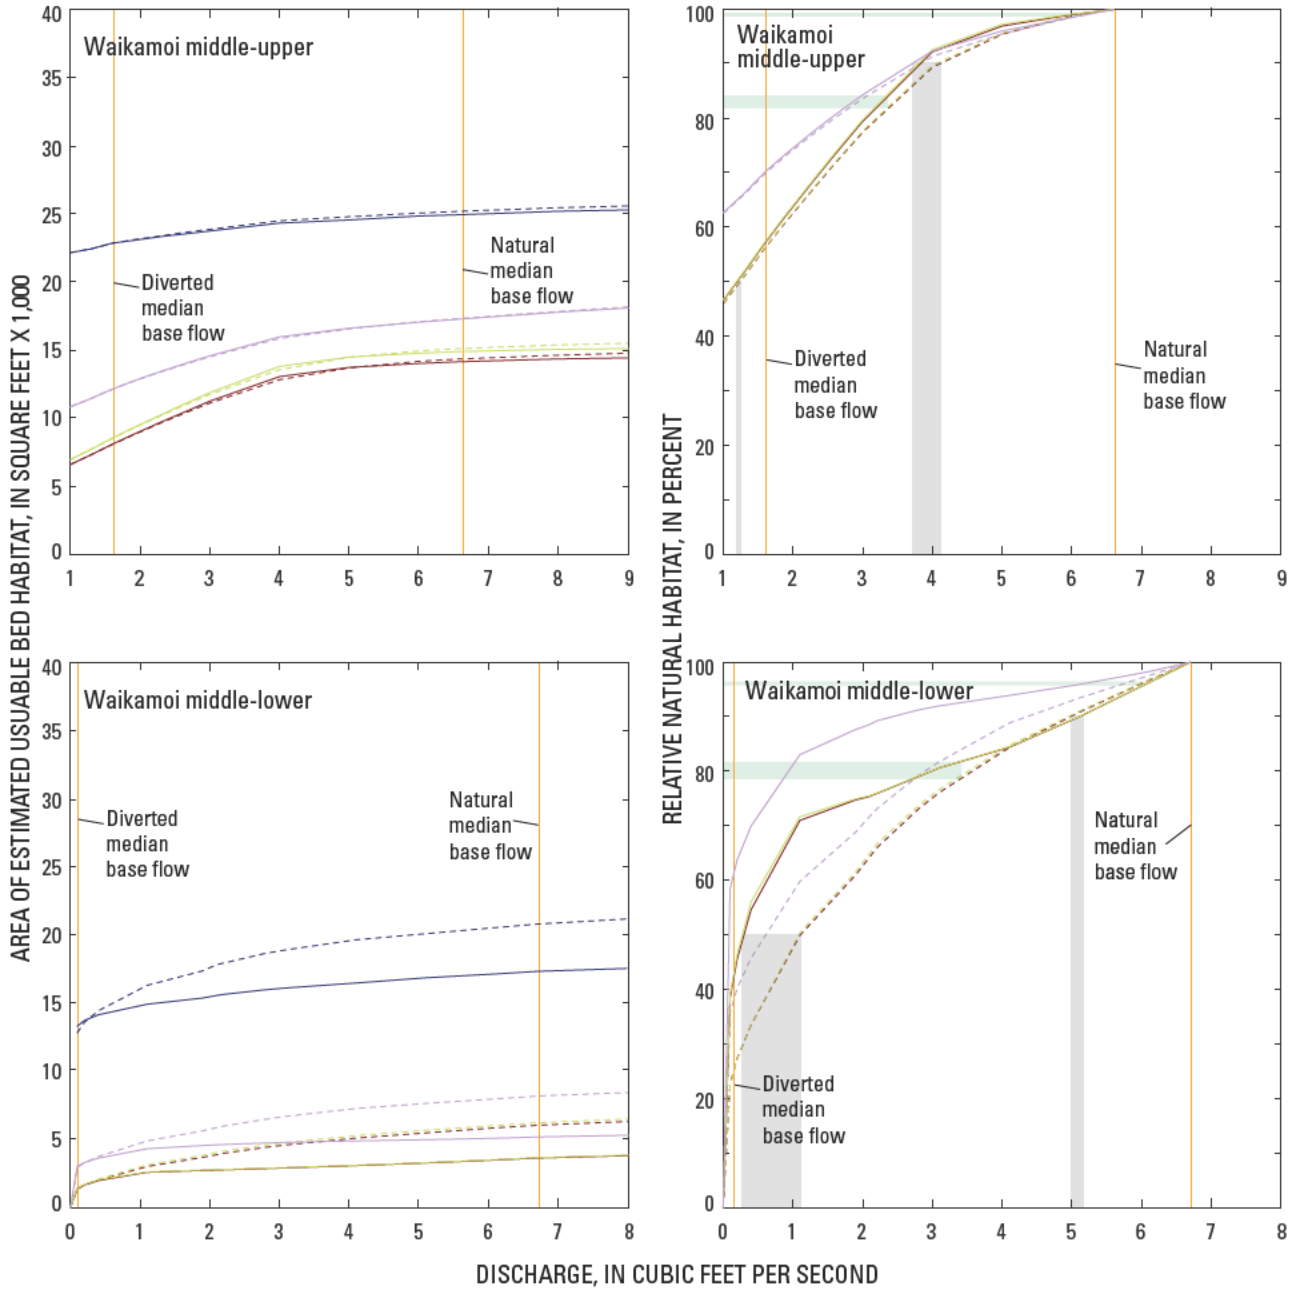 AREA OF ESTIMATED USUABLE BED HABITAT, IN SQUARE FEET X 1,000
40
35
30
25
20
15
10
5
0
Waikamoi middle-upper
Diverted
median
base flow
Natural
median
base flow
1 2 3 4 5 6 7 8 9
RELATIVE NATURAL HABITAT, IN PERCENT
100
80
60
40
20
0
Waikamoi
middle-upper
Diverted
median
base flow
Natural
median
base flow
1 2 3 4 5 6 7 8 9
40
35
30
25
20
15
10
5
0
Waikamoi middle-lower
Diverted
median
base flow
Natural
median
base flow
0 1 2 3 4 5 6 7 8
100
80
60
40
20
0
Waikamoi middle-lower
Natural
median
base flow
Diverted
median
base flow
0 1 2 3 4 5 6 7 8
DISCHARGE, IN CUBIC FEET PER SECOND